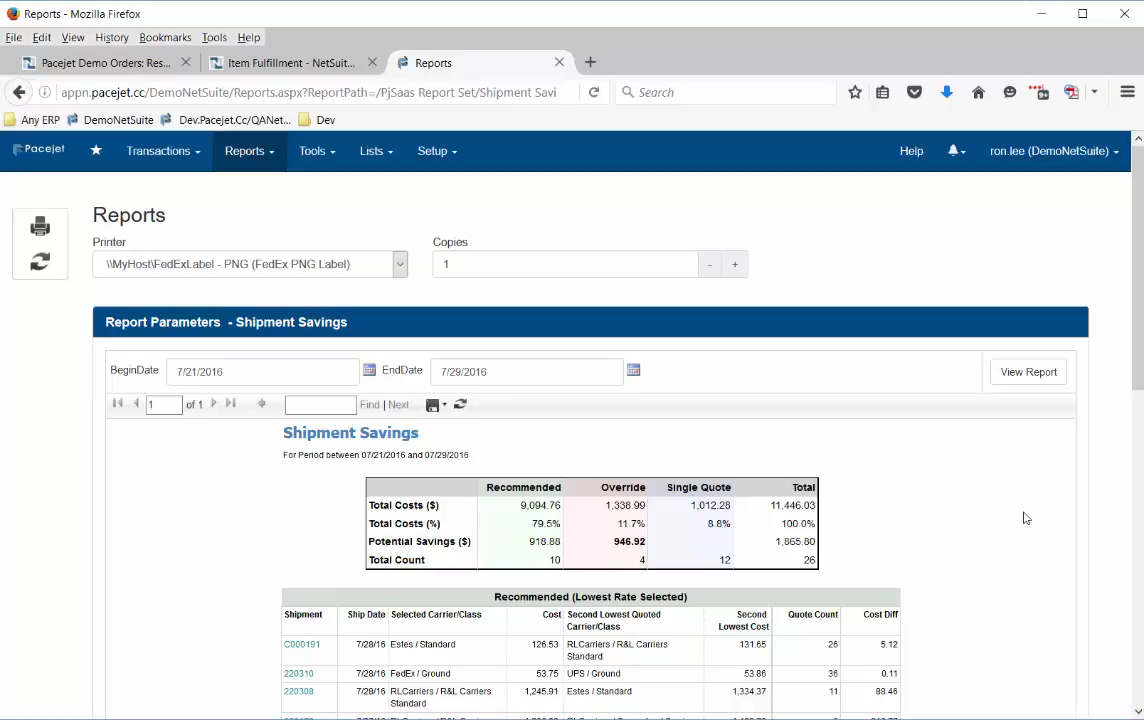 Reports - Mozilla Firefox
File Edit View History Bookmarks Tools Help
Pacejet Demo Orders: Res... Item Fulfillment - NetSuit... Reports
appn.pacejet.cc/DemoNetSuite/Reports.aspx?ReportPath=/PjSaas Report Set/Shipment Savi Search
Any ERP DemoNetSuite Dev.Pacejet.Cc/QANet... Dev
Pacejet Transactions Reports Tools Lists Setup Help ron.lee (DemoNetSuite)
Reports
Printer Copies
\\MyHost\FedExLabel - PNG (FedEx PNG Label) 1 - +
Report Parameters - Shipment Savings
BeginDate 7/21/2016 EndDate 7/29/2016 View Report
1 of 1 Find | Next
Shipment Savings
For Period between 07/21/2016 and 07/29/2016
Recommended Override Single Quote Total
Total Costs ($) 9,094.76 1,338.99 1,012.28 11,446.03
Total Costs (%) 79.5% 11.7% 8.8% 100.0%
Potential Savings ($) 918.88 946.92 1,865.80
Total Count 10 4 12 26
Recommended (Lowest Rate Selected)
Shipment Ship Date Selected Carrier/Class Cost Second Lowest Quoted Second Quote Count Cost Diff
Carrier/Class Lowest Cost
C000191 7/28/16 Estes / Standard 126.53 RLCarriers / R&L Carriers 131.65 26 5.12
Standard
220310 7/28/16 FedEx / Ground 53.75 UPS / Ground 53.86 36 0.11
220308 7/28/16 RLCarriers / R&L Carriers 1,245.91 Estes / Standard 1,334.37 11 88.46
Standard